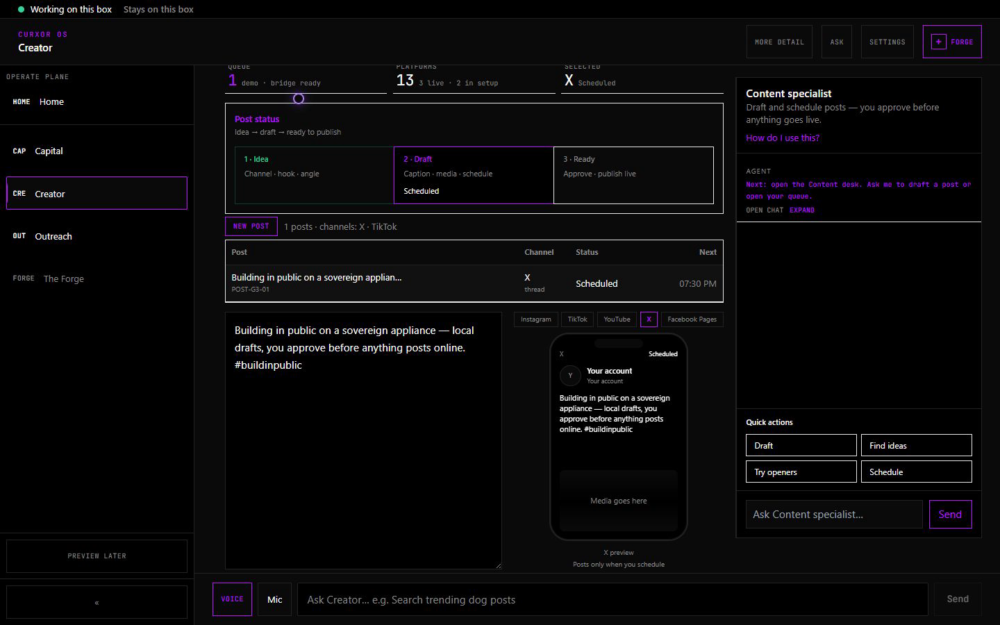 Working on this box Stays on this box
CURXOR OS
Creator
MORE DETAIL
ASK
SETTINGS
+ FORGE
OPERATE PLANE
HOME Home
CAP Capital
CRE Creator
OUT Outreach
FORGE The Forge
PREVIEW LATER
«
QUEUE
1 demo · bridge ready
PLATFORMS
13 3 live · 2 in setup
SELECTED
X Scheduled
Post status
Idea → draft → ready to publish
1 · Idea
Channel · hook · angle
2 · Draft
Caption · media · schedule
Scheduled
3 · Ready
Approve · publish live
NEW POST 1 posts · channels: X · TikTok
Post Channel Status Next
Building in public on a sovereign applian...
POST-G3-01
X
thread
Scheduled
07:30 PM
Building in public on a sovereign appliance — local
drafts, you approve before anything posts online.
#buildinpublic
Instagram TikTok YouTube X Facebook Pages
X Scheduled
Y
Your account
Your account
Building in public on a sovereign
appliance — local drafts, you
approve before anything posts
online. #buildinpublic
Media goes here
X preview
Posts only when you schedule
Content specialist
Draft and schedule posts — you approve before
anything goes live.
How do I use this?
AGENT
Next: open the Content desk. Ask me to draft a post or
open your queue.
OPEN CHAT EXPAND
Quick actions
Draft
Find ideas
Try openers
Schedule
Ask Content specialist...
Send
VOICE
Mic
Ask Creator... e.g. Search trending dog posts
Send